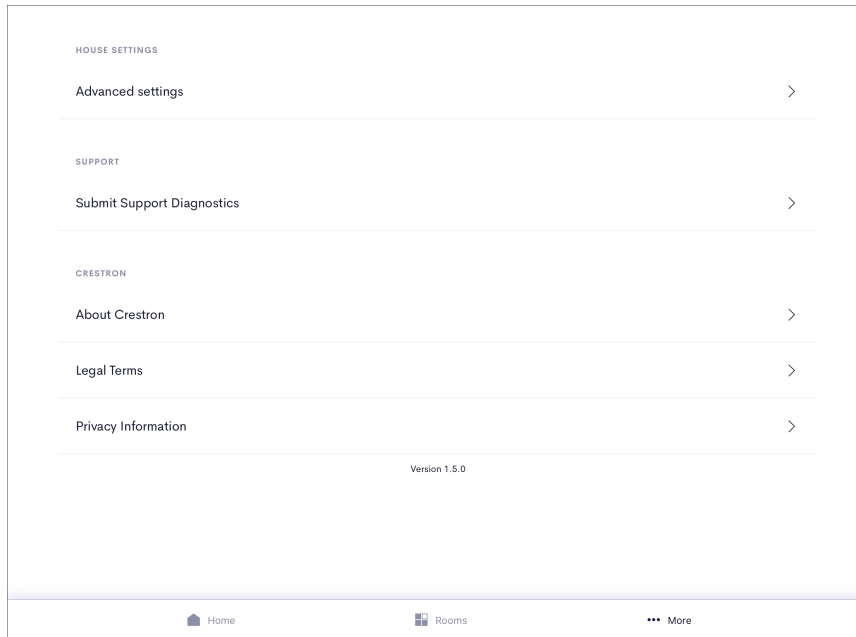 HOUSE SETTINGS
Advanced settings
SUPPORT
Submit Support Diagnostics
CRESTRON
About Crestron
Legal Terms
Privacy Information
Version 1.5.0
Home Rooms More